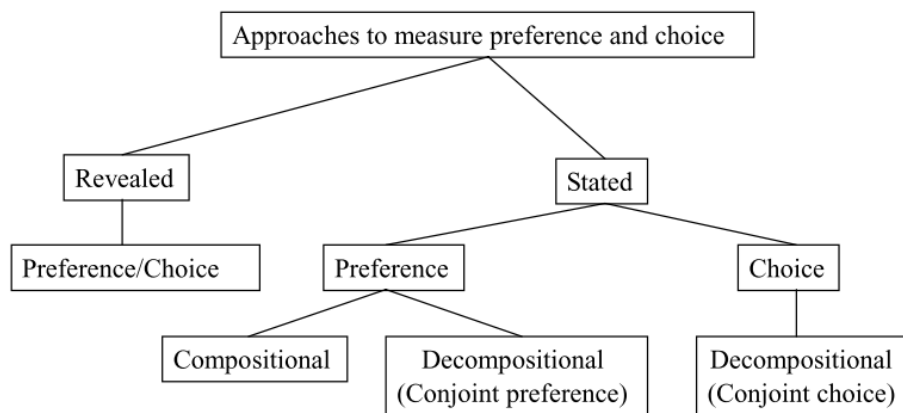 Approaches to measure preference and choice
Revealed
Stated
Preference/Choice
Preference
Choice
Compositional
Decompositional
(Conjoint preference)
Decompositional
(Conjoint choice)